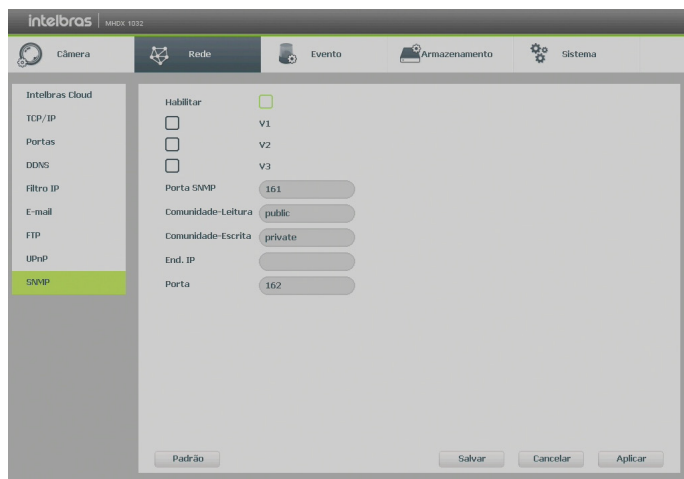 intelbras MHDX 1032
Câmera Rede Evento Armazenamento Sistema
Intelbras Cloud
TCP/IP
Portas
DDNS
Filtro IP
E-mail
FTP
UPnP
SNMP
Habilitar
V1
V2
V3
Porta SNMP 161
Comunidade-Leitura public
Comunidade-Escrita private
End. IP
Porta 162
Padrão Salvar Cancelar Aplicar